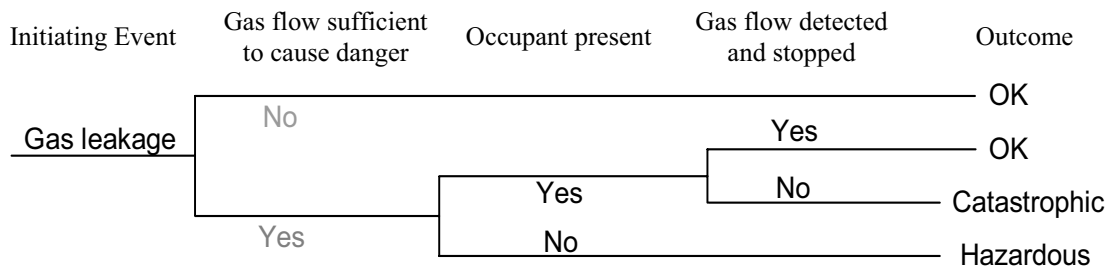 Initiating Event
Gas flow sufficient
to cause danger
Occupant present
Gas flow detected
and stopped
Outcome
OK
No
Gas leakage
Yes
OK
Yes
No
Catastrophic
Yes
No
Hazardous